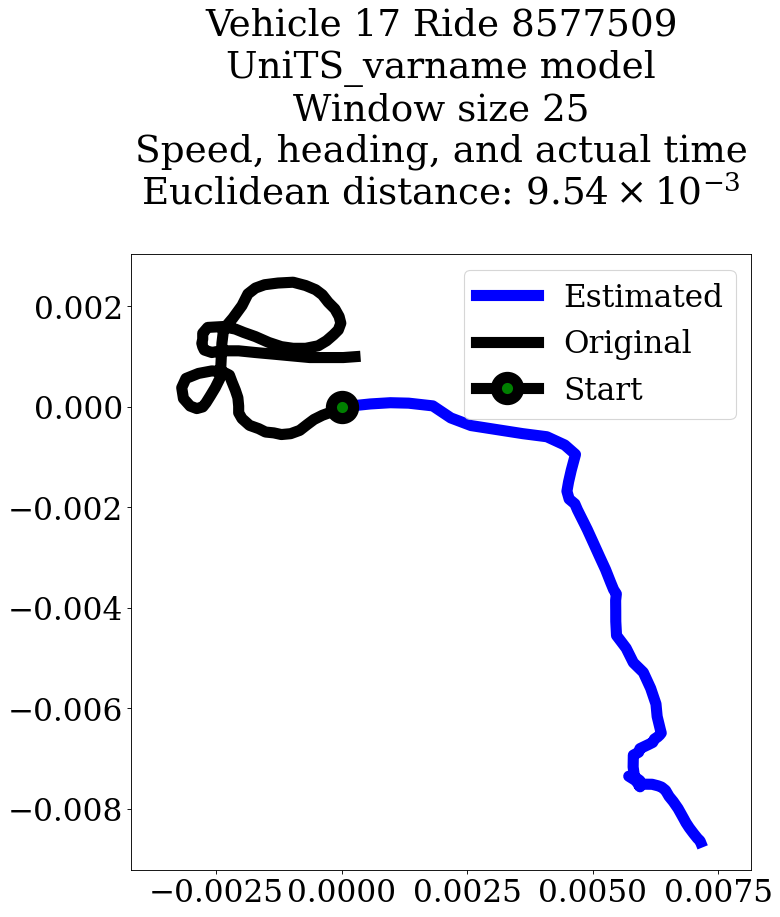 Vehicle 17 Ride 8577509
UniTS_varname model
Window size 25
Speed, heading, and actual time
Euclidean distance: 9.54 × 10⁻³
Estimated
Original
Start
0.002
0.000
−0.002
−0.004
−0.006
−0.008
−0.0025 0.0000 0.0025 0.0050 0.0075